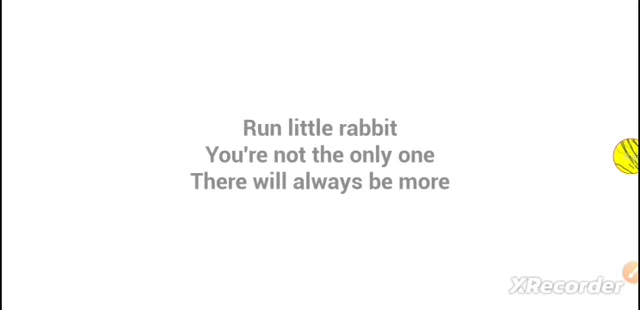 Run little rabbit
You're not the only one
There will always be more
XRecorder